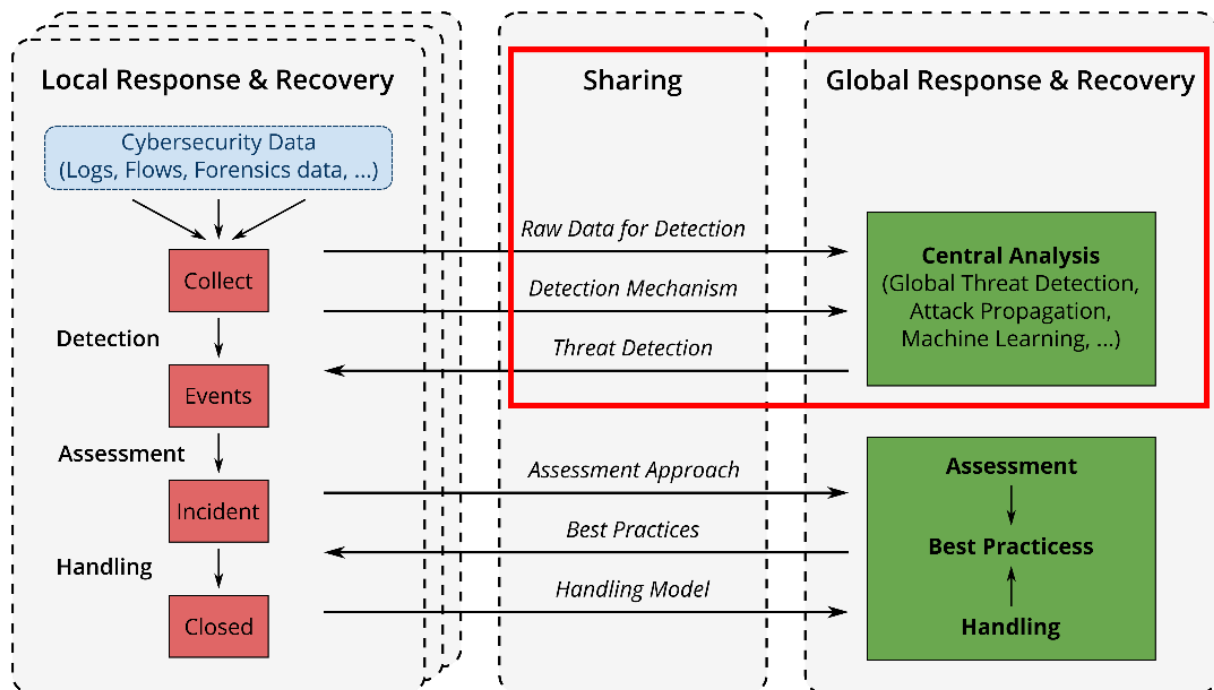 Local Response & Recovery
Cybersecurity Data
(Logs, Flows, Forensics data, ...)
Collect
Detection
Events
Assessment
Incident
Handling
Closed
Sharing
Raw Data for Detection
Detection Mechanism
Threat Detection
Assessment Approach
Best Practices
Handling Model
Global Response & Recovery
Central Analysis
(Global Threat Detection,
Attack Propagation,
Machine Learning, ...)
Assessment
Best Practicess
Handling